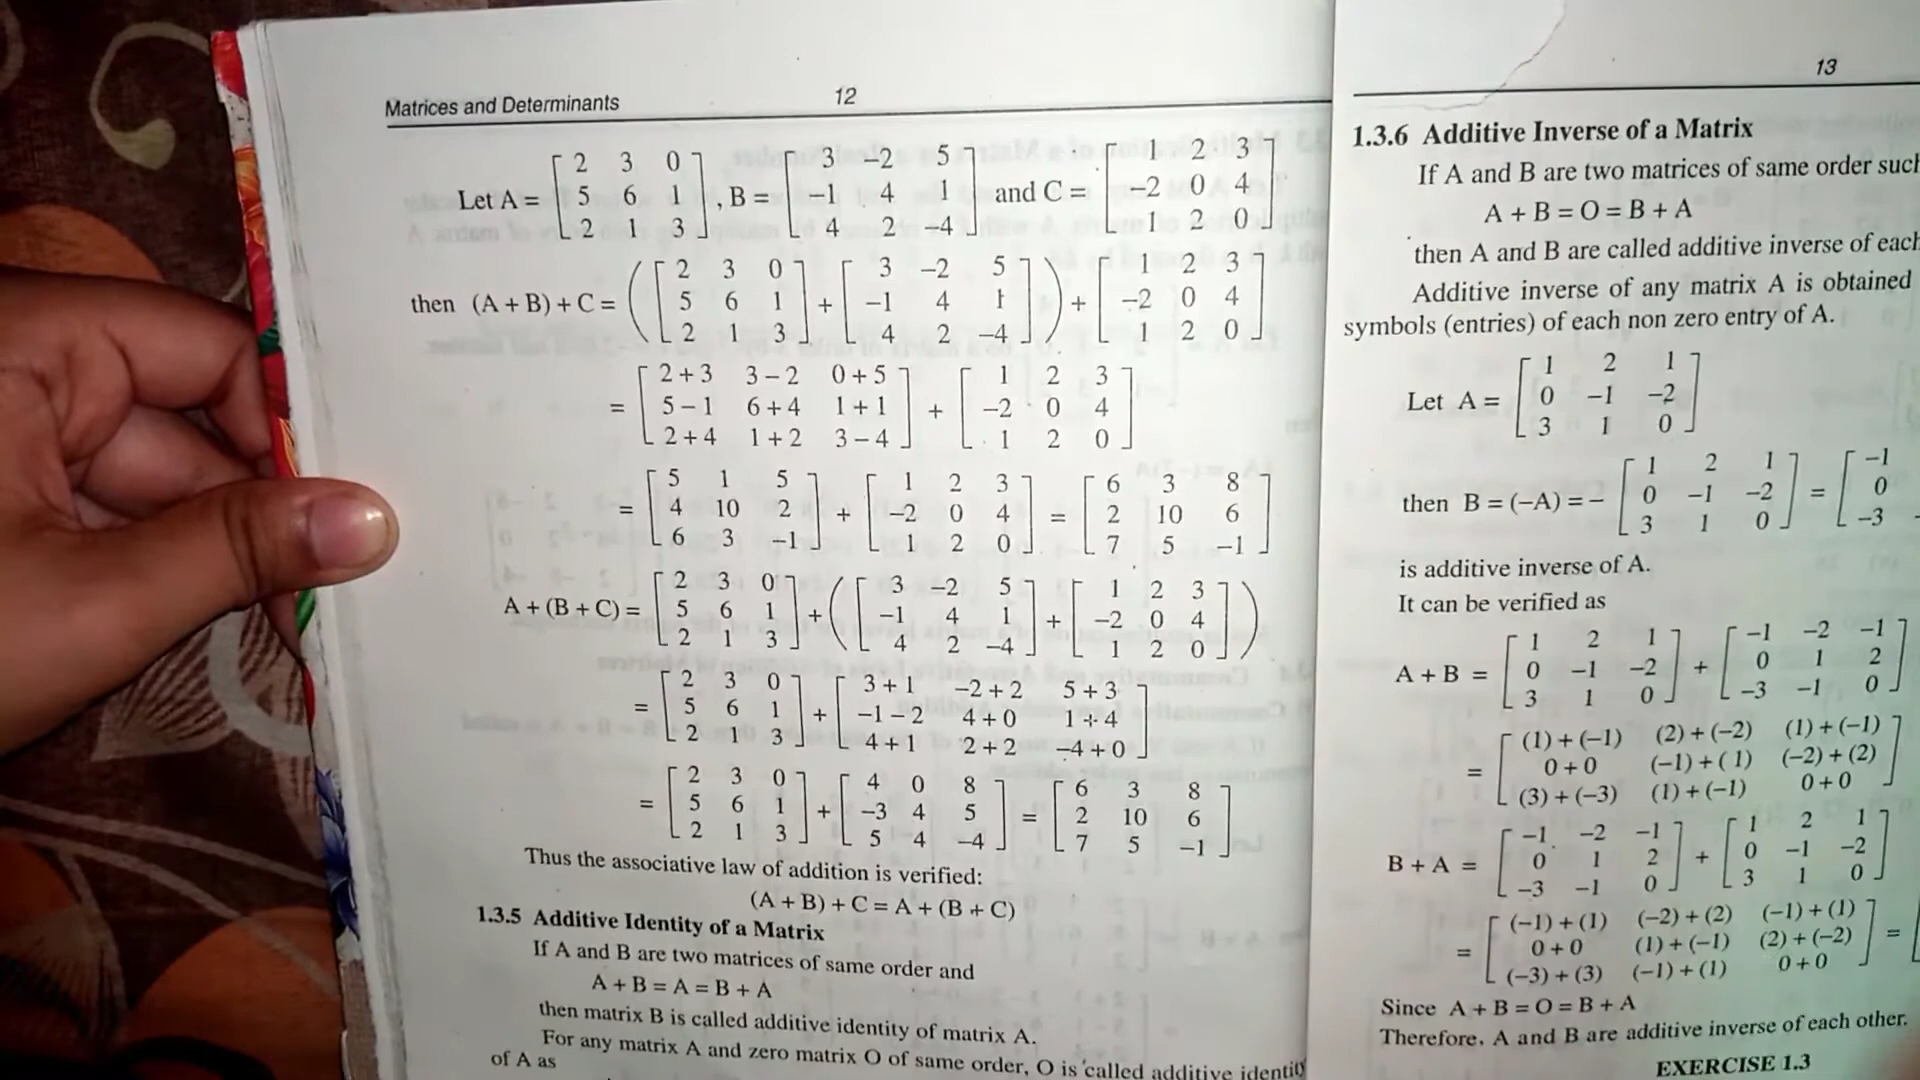 Matrices and Determinants 12
Let A = [ 2 3 0 ; 5 6 1 ; 2 1 3 ] , B = [ 3 −2 5 ; −1 4 1 ; 4 2 −4 ] and C = [ 1 2 3 ; −2 0 4 ; 1 2 0 ]
then (A + B) + C = ( [ 2 3 0 ; 5 6 1 ; 2 1 3 ] + [ 3 −2 5 ; −1 4 1 ; 4 2 −4 ] ) + [ 1 2 3 ; −2 0 4 ; 1 2 0 ]
= [ 2+3 3−2 0+5 ; 5−1 6+4 1+1 ; 2+4 1+2 3−4 ] + [ 1 2 3 ; −2 0 4 ; 1 2 0 ]
= [ 5 1 5 ; 4 10 2 ; 6 3 −1 ] + [ 1 2 3 ; −2 0 4 ; 1 2 0 ] = [ 6 3 8 ; 2 10 6 ; 7 5 −1 ]
A + (B + C) = [ 2 3 0 ; 5 6 1 ; 2 1 3 ] + ( [ 3 −2 5 ; −1 4 1 ; 4 2 −4 ] + [ 1 2 3 ; −2 0 4 ; 1 2 0 ] )
= [ 2 3 0 ; 5 6 1 ; 2 1 3 ] + [ 3+1 −2+2 5+3 ; −1−2 4+0 1+4 ; 4+1 2+2 −4+0 ]
= [ 2 3 0 ; 5 6 1 ; 2 1 3 ] + [ 4 0 8 ; −3 4 5 ; 5 4 −4 ] = [ 6 3 8 ; 2 10 6 ; 7 5 −1 ]
Thus the associative law of addition is verified:
(A + B) + C = A + (B + C)
1.3.5 Additive Identity of a Matrix
If A and B are two matrices of same order and
A + B = A = B + A
then matrix B is called additive identity of matrix A.
For any matrix A and zero matrix O of same order, O is called additive identity
of A as
13
1.3.6 Additive Inverse of a Matrix
If A and B are two matrices of same order such
A + B = O = B + A
then A and B are called additive inverse of each
Additive inverse of any matrix A is obtained
symbols (entries) of each non zero entry of A.
Let A = [ 1 2 1 ; 0 −1 −2 ; 3 1 0 ]
then B = (−A) = − [ 1 2 1 ; 0 −1 −2 ; 3 1 0 ] = [ −1 ; 0 ; −3
is additive inverse of A.
It can be verified as
A + B = [ 1 2 1 ; 0 −1 −2 ; 3 1 0 ] + [ −1 −2 −1 ; 0 1 2 ; −3 −1 0 ]
= [ (1)+(−1) (2)+(−2) (1)+(−1) ; 0+0 (−1)+( 1) (−2)+(2) ; (3)+(−3) (1)+(−1) 0+0 ]
B + A = [ −1 −2 −1 ; 0 1 2 ; −3 −1 0 ] + [ 1 2 1 ; 0 −1 −2 ; 3 1 0 ]
= [ (−1)+(1) (−2)+(2) (−1)+(1) ; 0+0 (1)+(−1) (2)+(−2) ; (−3)+(3) (−1)+(1) 0+0 ] =
Since A + B = O = B + A
Therefore, A and B are additive inverse of each other.
EXERCISE 1.3